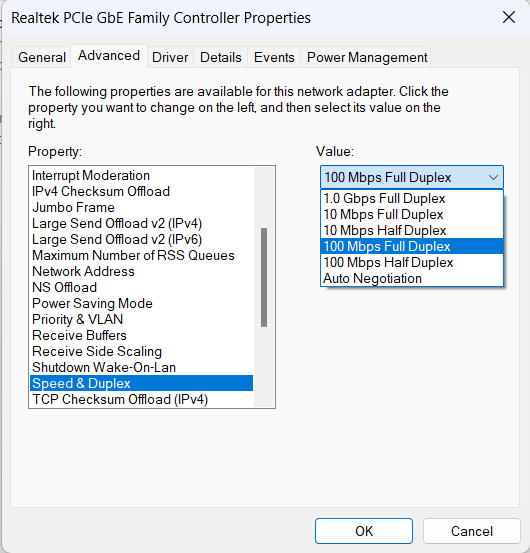 Realtek PCIe GbE Family Controller Properties
General Advanced Driver Details Events Power Management
The following properties are available for this network adapter. Click the
property you want to change on the left, and then select its value on the
right.
Property:
Interrupt Moderation
IPv4 Checksum Offload
Jumbo Frame
Large Send Offload v2 (IPv4)
Large Send Offload v2 (IPv6)
Maximum Number of RSS Queues
Network Address
NS Offload
Power Saving Mode
Priority & VLAN
Receive Buffers
Receive Side Scaling
Shutdown Wake-On-Lan
Speed & Duplex
TCP Checksum Offload (IPv4)
Value:
100 Mbps Full Duplex
1.0 Gbps Full Duplex
10 Mbps Full Duplex
10 Mbps Half Duplex
100 Mbps Full Duplex
100 Mbps Half Duplex
Auto Negotiation
OK Cancel